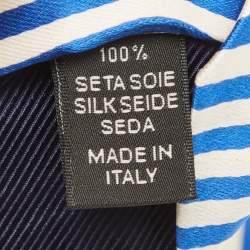 100%
SETA SOIE
SILK SEIDE
SEDA
MADE IN
ITALY